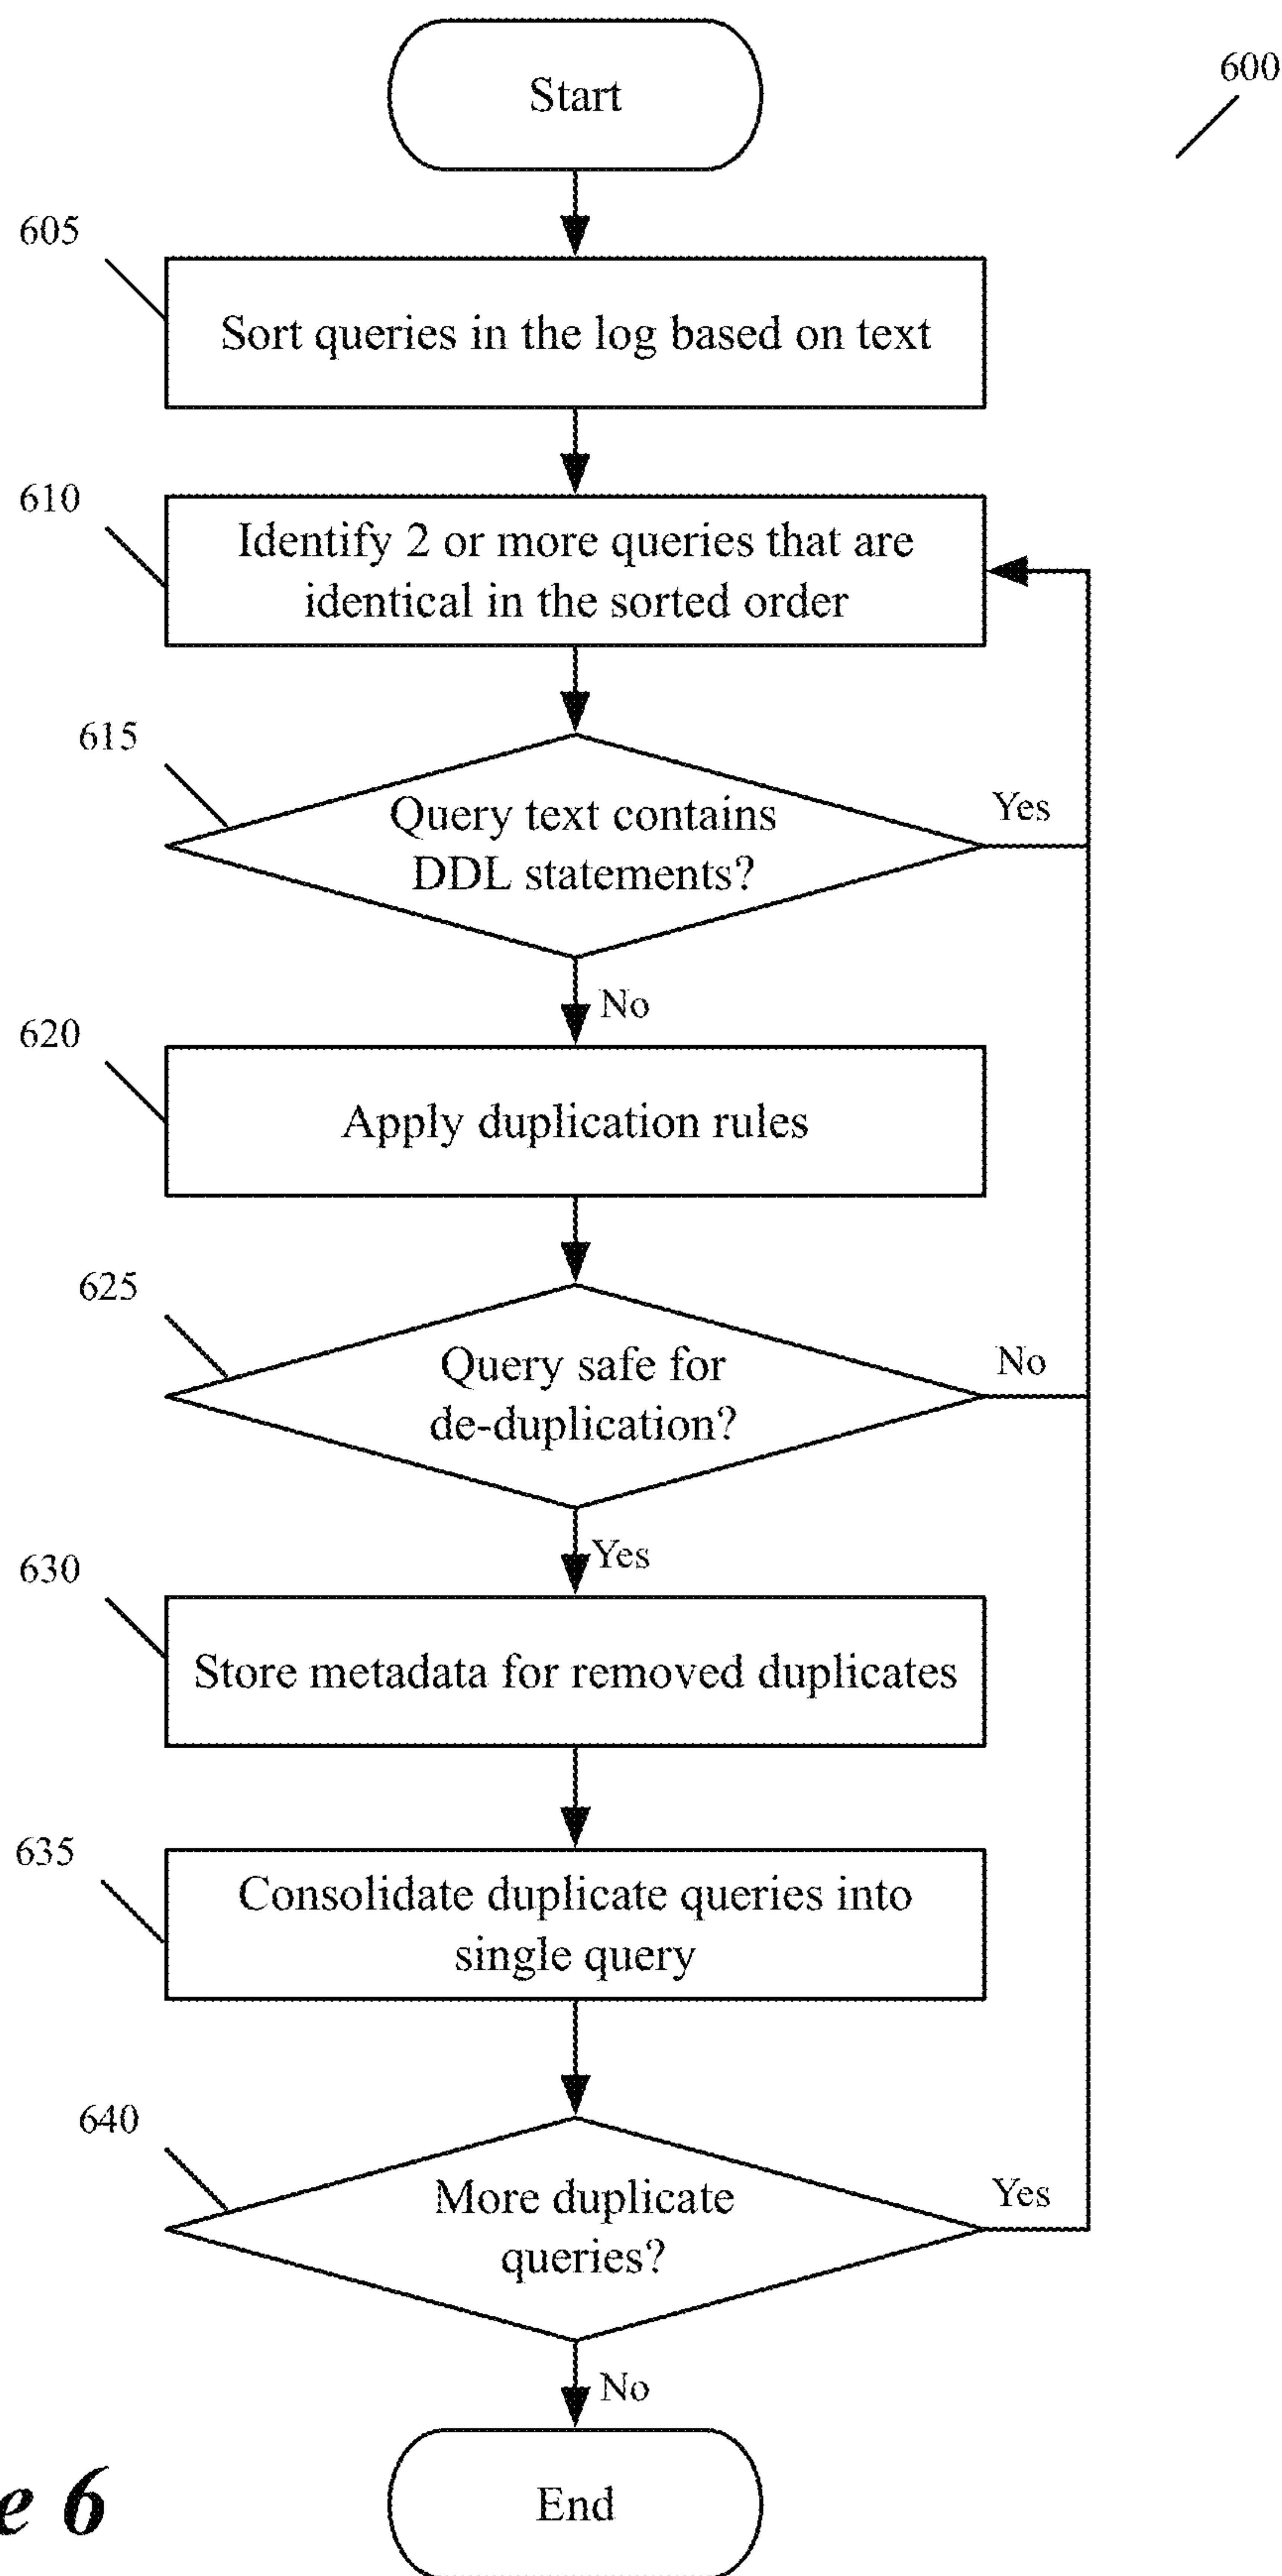 Start
600
605
Sort queries in the log based on text
610
Identify 2 or more queries that are
identical in the sorted order
615
Query text contains
DDL statements?
Yes
No
620
Apply duplication rules
625
Query safe for
de-duplication?
No
Yes
630
Store metadata for removed duplicates
635
Consolidate duplicate queries into
single query
640
More duplicate
queries?
Yes
No
End
e 6